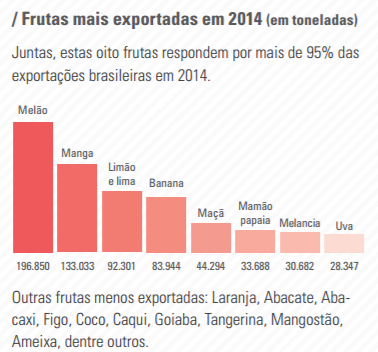 / Frutas mais exportadas em 2014 (em toneladas)
Juntas, estas oito frutas respondem por mais de 95% das
exportações brasileiras em 2014.
Melão
Manga
Limão
e lima
Banana
Maçã
Mamão
papaia
Melancia
Uva
196.850 133.033 92.301 83.944 44.294 33.688 30.682 28.347
Outras frutas menos exportadas: Laranja, Abacate, Aba-
caxi, Figo, Coco, Caqui, Goiaba, Tangerina, Mangostão,
Ameixa, dentre outros.